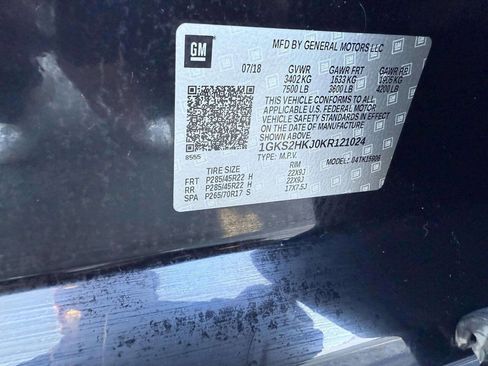 GM
MFD BY GENERAL MOTORS LLC
07/18 GVWR GAWR FRT GAWR RR
3402 KG 1633 KG 1905 KG
7500 LB 3600 LB 4200 LB
THIS VEHICLE CONFORMS TO ALL
APPLICABLE U.S. FEDERAL MOTOR
VEHICLE SAFETY STANDARDS IN EFFECT
ON THE DATE OF MANUFACTURE
SHOWN ABOVE.
1GKS2HKJ0KR121024
TYPE: M.P.V.
8555
TIRE SIZE RIM
FRT P285/45R22 H 22X9J
RR P285/45R22 H 22X9J
SPA P265/70R17 S 17X7.5J